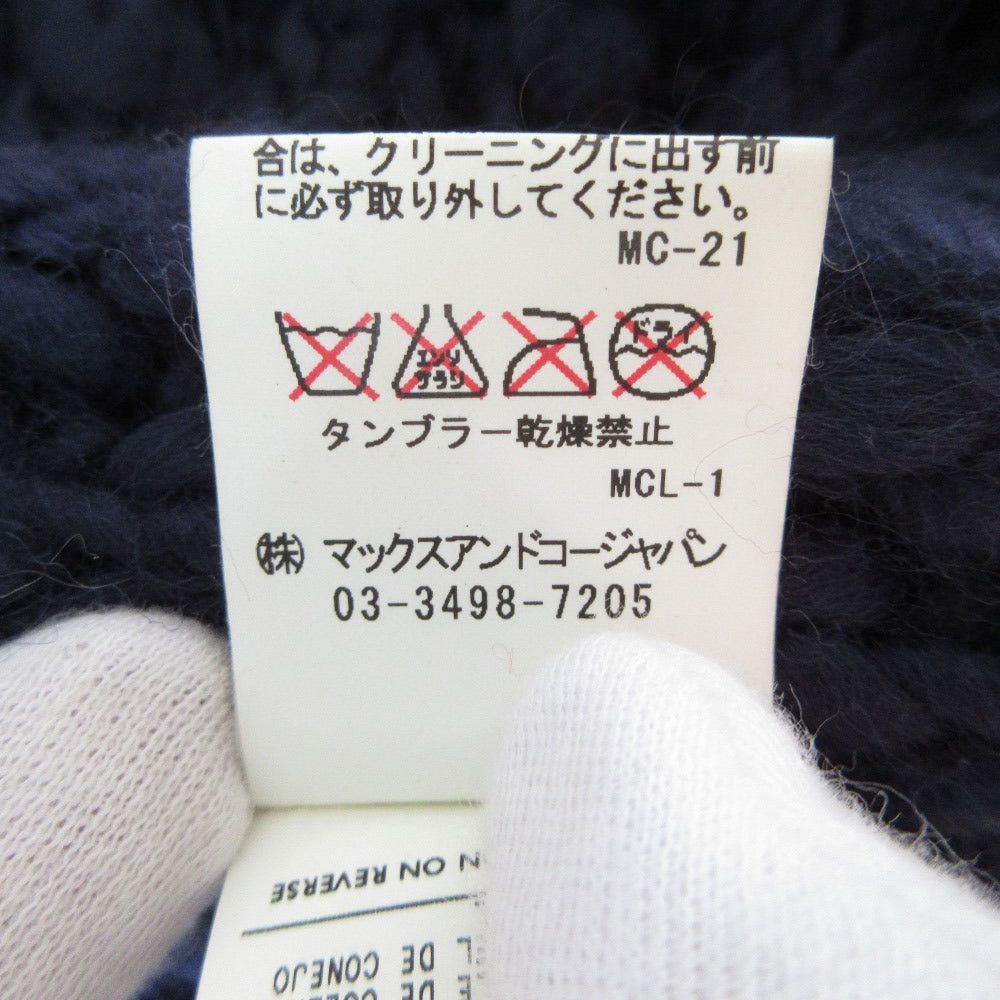 合は、クリーニングに出す前
に必ず取り外してください。
MC-21
エンソ サラシ ドライ
タンブラー乾燥禁止
MCL-1
㈱ マックスアンドコージャパン
03-3498-7205
ON REVERSE
DE
DE CONEJO